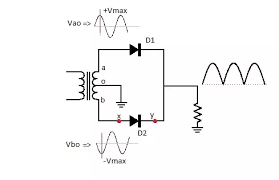 +Vmax
Vao =>
D1
a
o
b
x
y
D2
Vbo =>
-Vmax